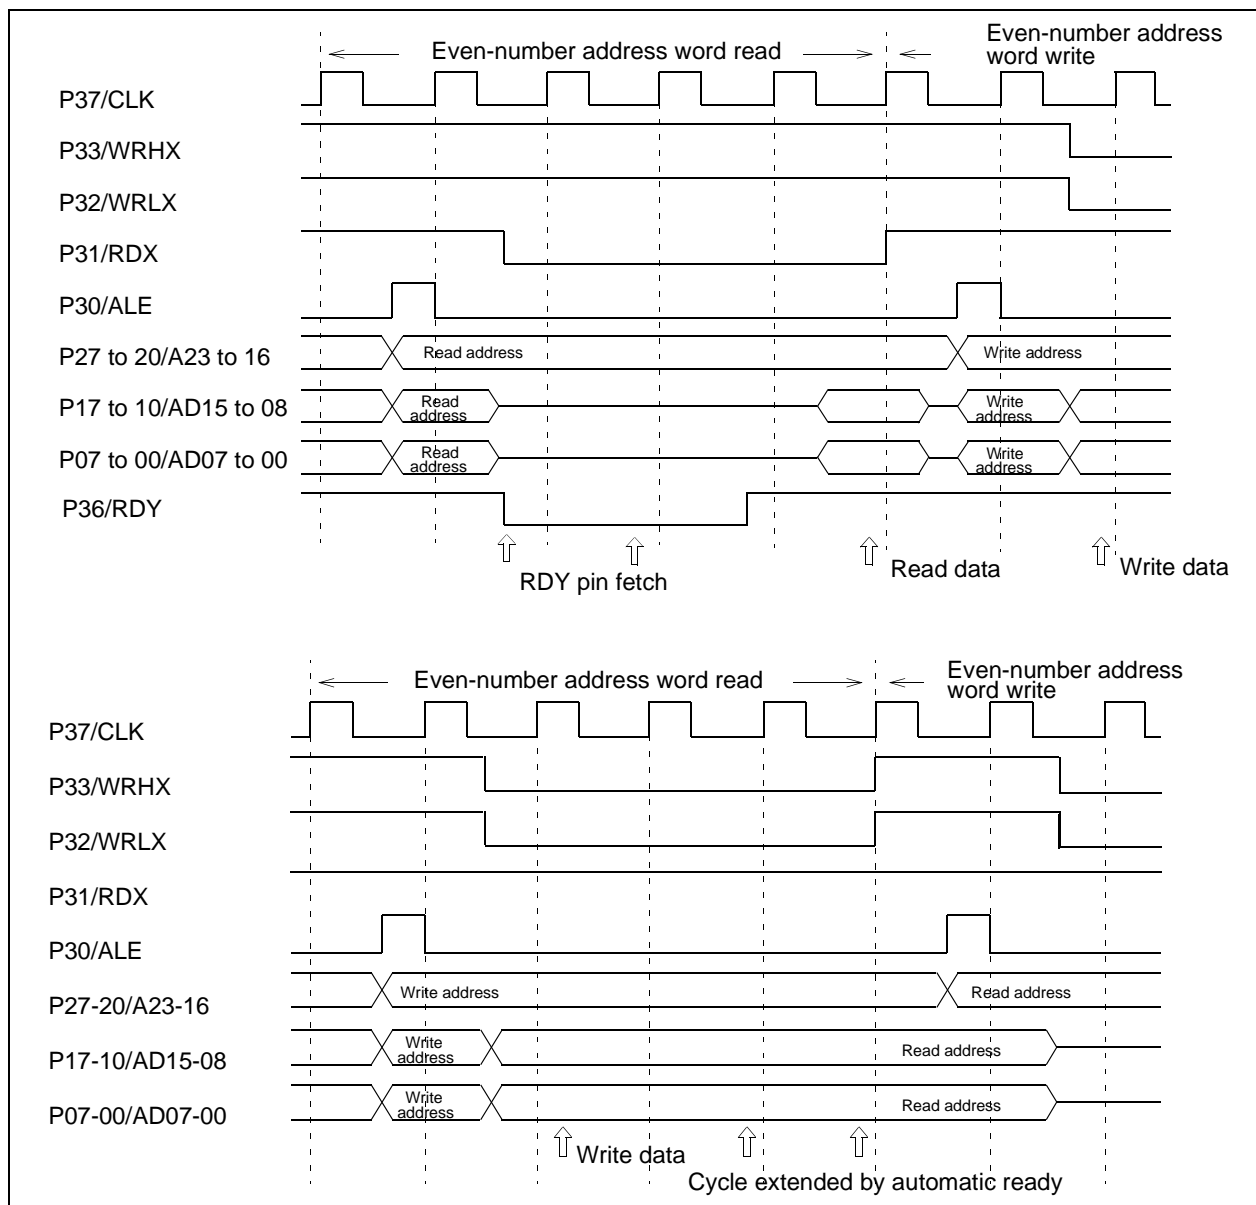 Even-number address word read
Even-number address
word write
P37/CLK
P33/WRHX
P32/WRLX
P31/RDX
P30/ALE
P27 to 20/A23 to 16
Read address
Write address
P17 to 10/AD15 to 08
Read
address
Write
address
P07 to 00/AD07 to 00
Read
address
Write
address
P36/RDY
RDY pin fetch
Read data
Write data
Even-number address word read
Even-number address
word write
P37/CLK
P33/WRHX
P32/WRLX
P31/RDX
P30/ALE
P27-20/A23-16
Write address
Read address
P17-10/AD15-08
Write
address
Read address
P07-00/AD07-00
Write
address
Read address
Write data
Cycle extended by automatic ready